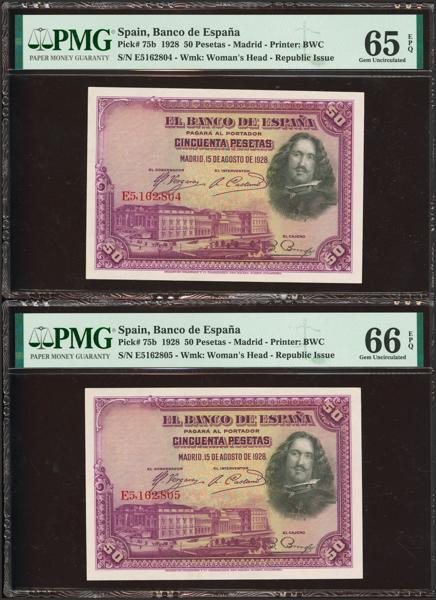 PMG
PAPER MONEY GUARANTY
Spain, Banco de España
Pick# 75b 1928 50 Pesetas - Madrid - Printer: BWC
S/N E5162804 - Wmk: Woman's Head - Republic Issue
65 EPQ
Gem Uncirculated
50
EL BANCO DE ESPAÑA
PAGARÁ AL PORTADOR
CINCUENTA PESETAS
MADRID, 15 DE AGOSTO DE 1928.
EL GOBERNADOR EL INTERVENTOR
E5,162,804
EL CAJERO
50 50
PMG
PAPER MONEY GUARANTY
Spain, Banco de España
Pick# 75b 1928 50 Pesetas - Madrid - Printer: BWC
S/N E5162805 - Wmk: Woman's Head - Republic Issue
66 EPQ
Gem Uncirculated
50
EL BANCO DE ESPAÑA
PAGARÁ AL PORTADOR
CINCUENTA PESETAS
MADRID, 15 DE AGOSTO DE 1928.
EL GOBERNADOR EL INTERVENTOR
E5,162,805
EL CAJERO
50 50